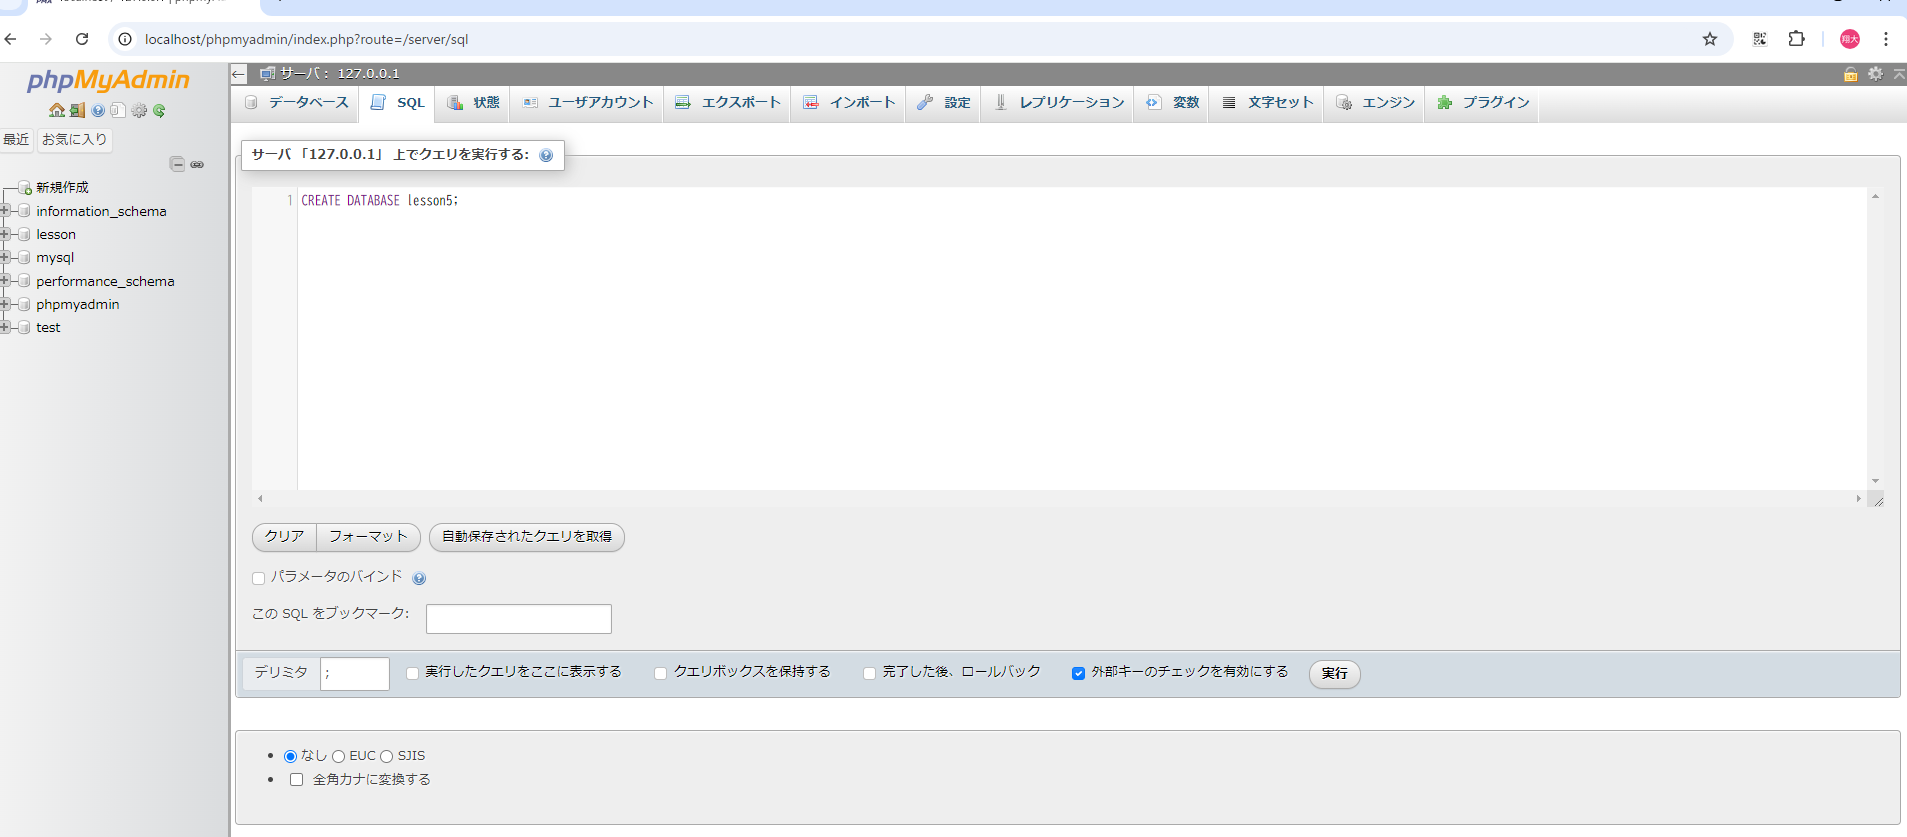 localhost/phpmyadmin/index.php?route=/server/sql
翔大
phpMyAdmin
最近 お気に入り
新規作成
information_schema
lesson
mysql
performance_schema
phpmyadmin
test
サーバ： 127.0.0.1
データベース SQL 状態 ユーザアカウント エクスポート インポート 設定 レプリケーション 変数 文字セット エンジン プラグイン
サーバ 「127.0.0.1」 上でクエリを実行する:
1 CREATE DATABASE lesson5;
クリア フォーマット 自動保存されたクエリを取得
パラメータのバインド
この SQL をブックマーク:
デリミタ ; 実行したクエリをここに表示する クエリボックスを保持する 完了した後、ロールバック 外部キーのチェックを有効にする 実行
なし EUC SJIS
全角カナに変換する